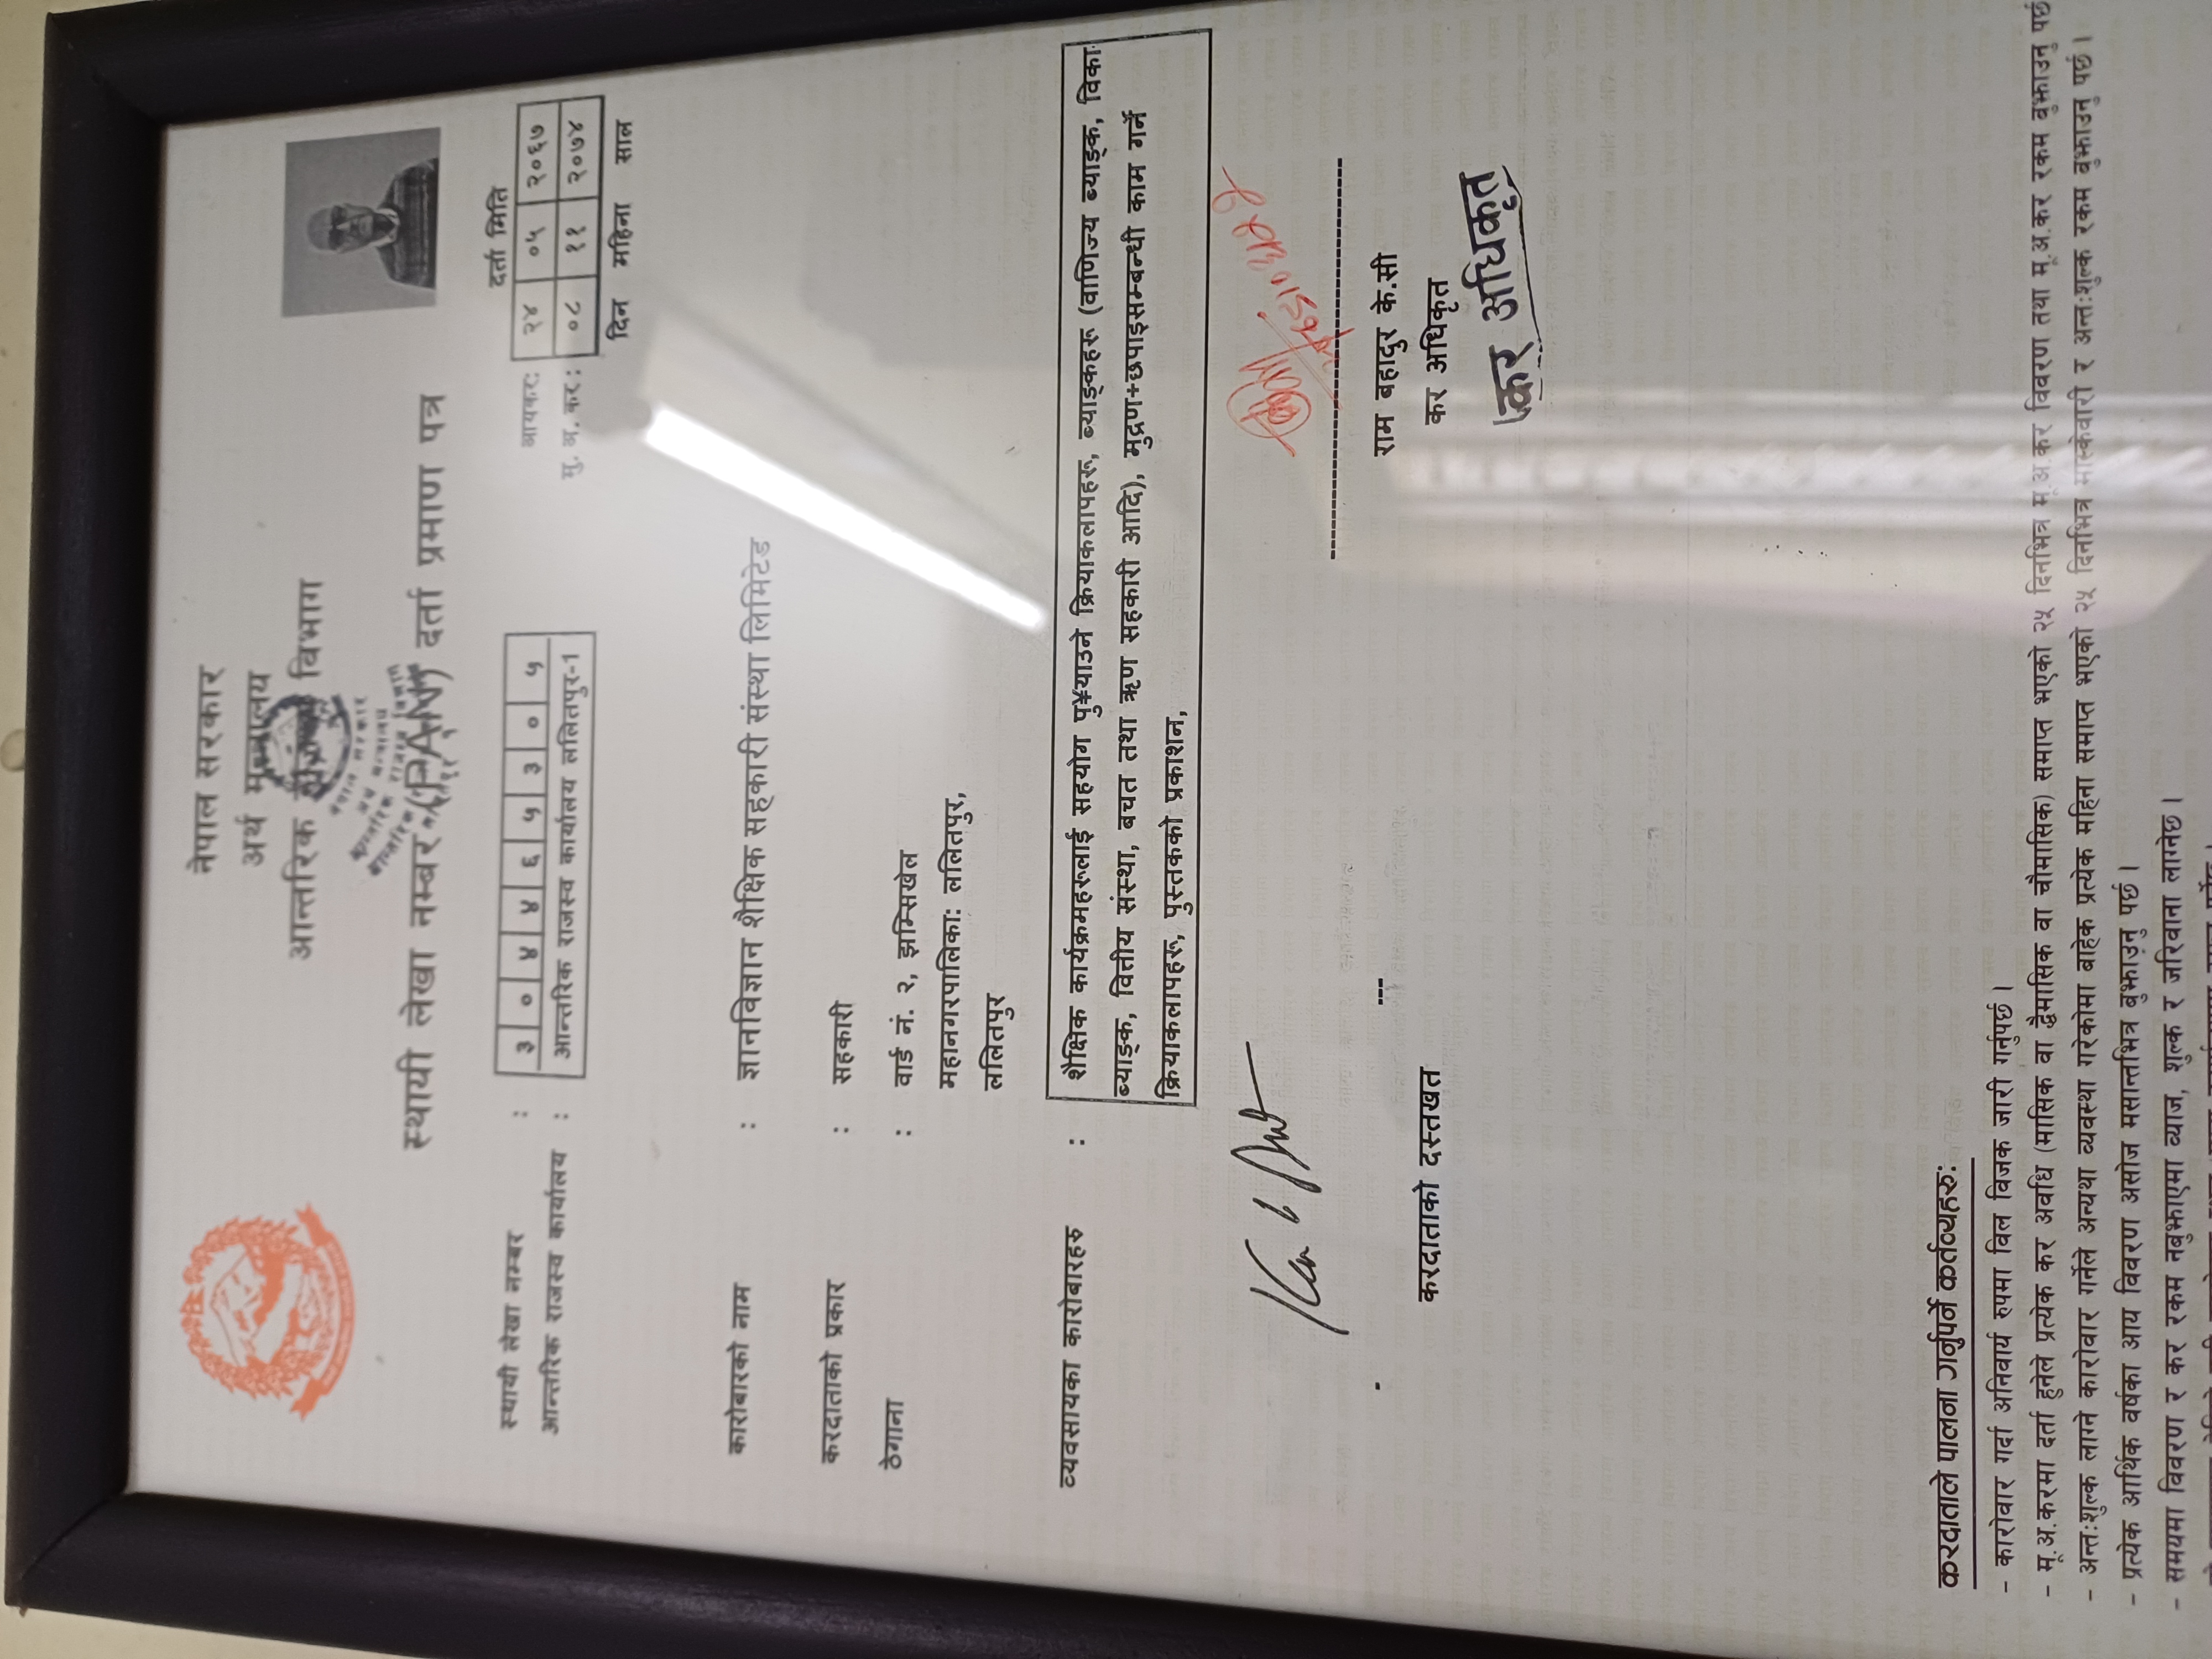 नेपाल सरकार
अर्थ मन्त्रालय
आन्तरिक राजस्व विभाग
स्थायी लेखा नम्बर (PAN) दर्ता प्रमाण पत्र
दर्ता मिति
स्थायी लेखा नम्बर : ३ ० ४ ४ ६ ५ ३ ० ५
आयकर: २४ ०५ २०६७
आन्तरिक राजस्व कार्यालय : आन्तरिक राजस्व कार्यालय ललितपुर-1
मु. अ. कर: ०८ ११ २०७४
दिन महिना साल
कारोबारको नाम : ज्ञानविज्ञान शैक्षिक सहकारी संस्था लिमिटेड
करदाताको प्रकार : सहकारी
ठेगाना : वार्ड नं. २, झम्सिखेल
महानगरपालिका: ललितपुर,
ललितपुर
व्यवसायका कारोबारहरु : शैक्षिक कार्यक्रमहरूलाई सहयोग पु¥याउने क्रियाकलापहरू, ब्याङ्कहरू (वाणिज्य ब्याङ्क, विका
ब्याङ्क, वित्तीय संस्था, बचत तथा ऋण सहकारी आदि), मुद्रण+छपाइसम्बन्धी काम गर्ने
क्रियाकलापहरू, पुस्तकको प्रकाशन,
करदाताको दस्तखत
राम बहादुर के.सी
कर अधिकृत
कर अधिकृत
करदाताले पालना गर्नुपर्ने कर्तव्यहरु:
- कारोवार गर्दा अनिवार्य रुपमा बिल विजक जारी गर्नुपर्छ ।
- मू.अ.करमा दर्ता हुनेले प्रत्येक कर अवधि (मासिक वा द्वैमासिक वा चौमासिक) समाप्त भएको २५ दिनभित्र मू.अ.कर विवरण तथा मू.अ.कर रकम बुझाउनु पर्छ
- अन्त:शुल्क लाग्ने कारोवार गर्नेले अन्यथा व्यवस्था गरेकोमा बाहेक प्रत्येक महिना समाप्त भएको २५ दिनभित्र मास्केवारी र अन्त:शुल्क रकम बुझाउनु पर्छ ।
- प्रत्येक आर्थिक वर्षका आय विवरण असोज मसान्तभित्र बुझाउनु पर्छ ।
- समयमा विवरण र कर रकम नबुझाएमा ब्याज, शुल्क र जरिवाना लाग्नेछ ।